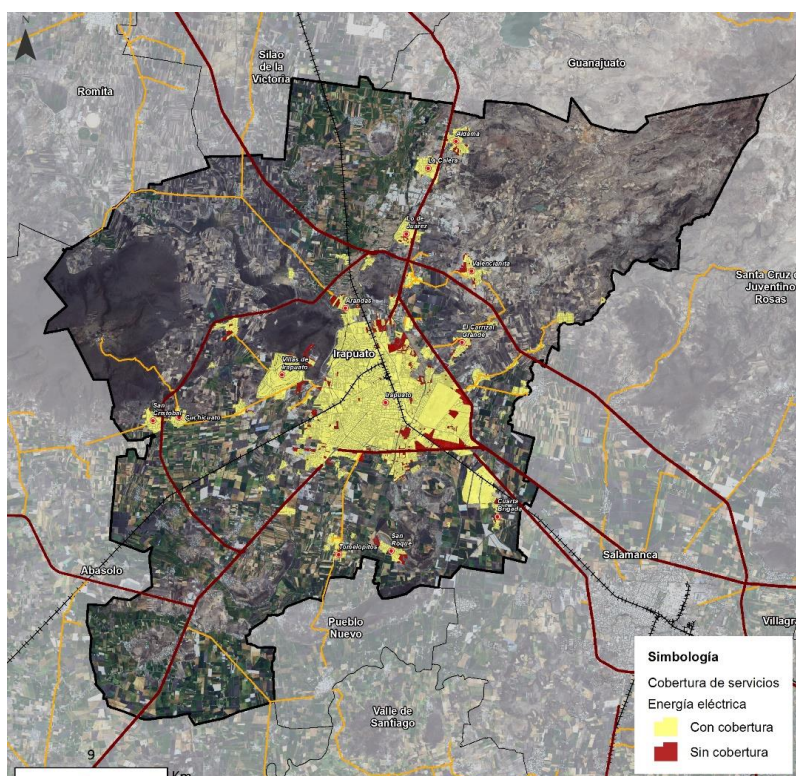 N
Silao
de la
Victoria
Guanajuato
Romita
Aldama
La Calera
Lo de
Juárez
Valencianita
Santa Cruz de
Juventino
Rosas
Arandas
El Carrizal
Grande
Irapuato
Villas de
Irapuato
Irapuato
San
Cristóbal
Cuchicuato
Cuarta
Brigada
San
Roque
Tomelopitos
Salamanca
Abasolo
Pueblo
Nuevo
Villagrá
Valle de
Santiago
Simbología
Cobertura de servicios
Energía eléctrica
Con cobertura
Sin cobertura
9
Km